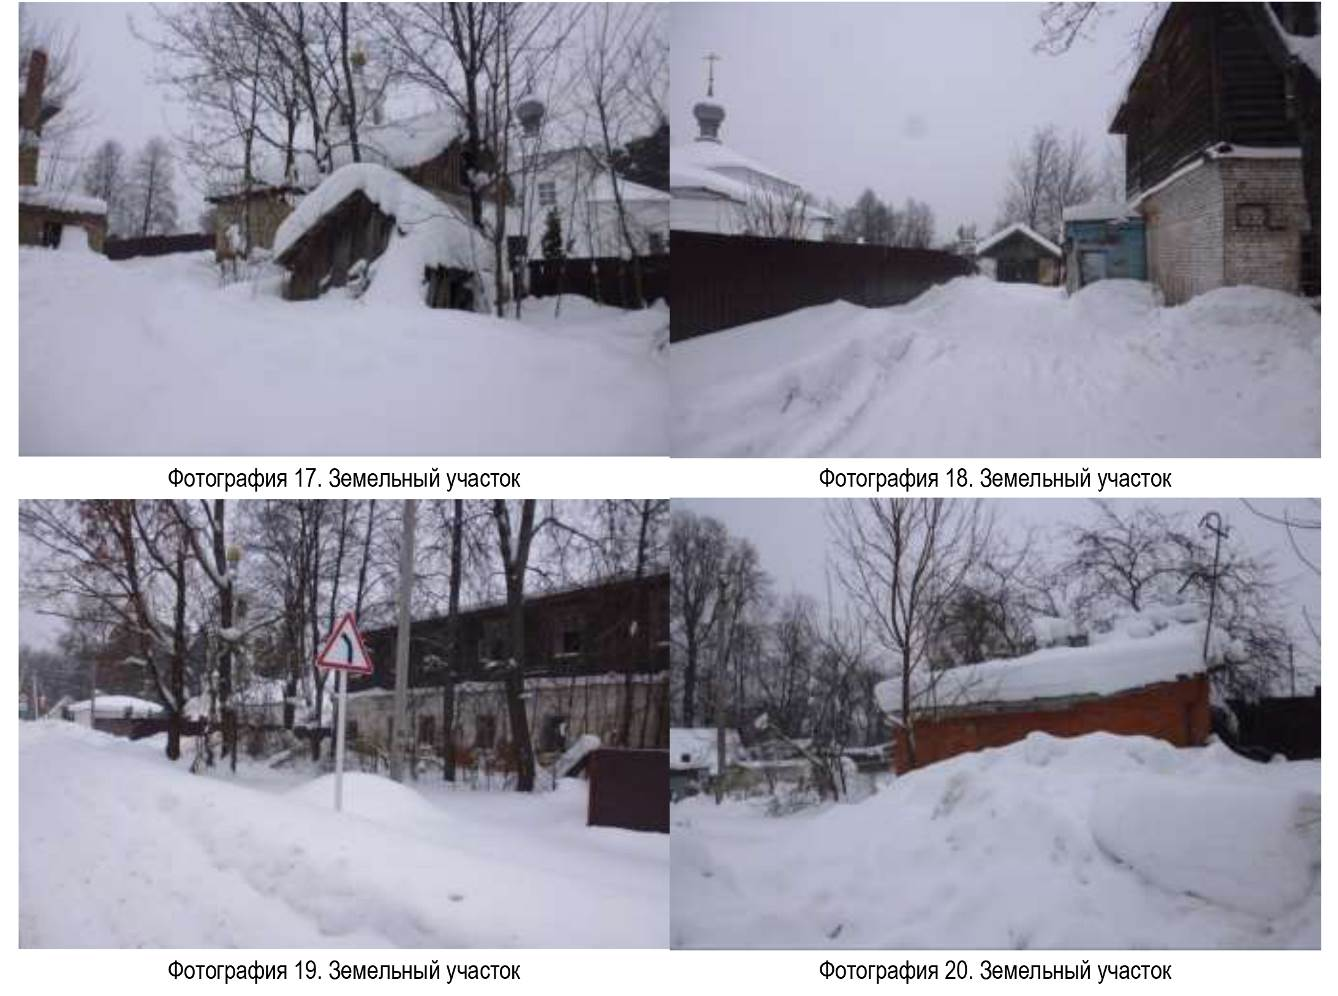 Фотография 17. Земельный участок
Фотография 18. Земельный участок
Фотография 19. Земельный участок
Фотография 20. Земельный участок